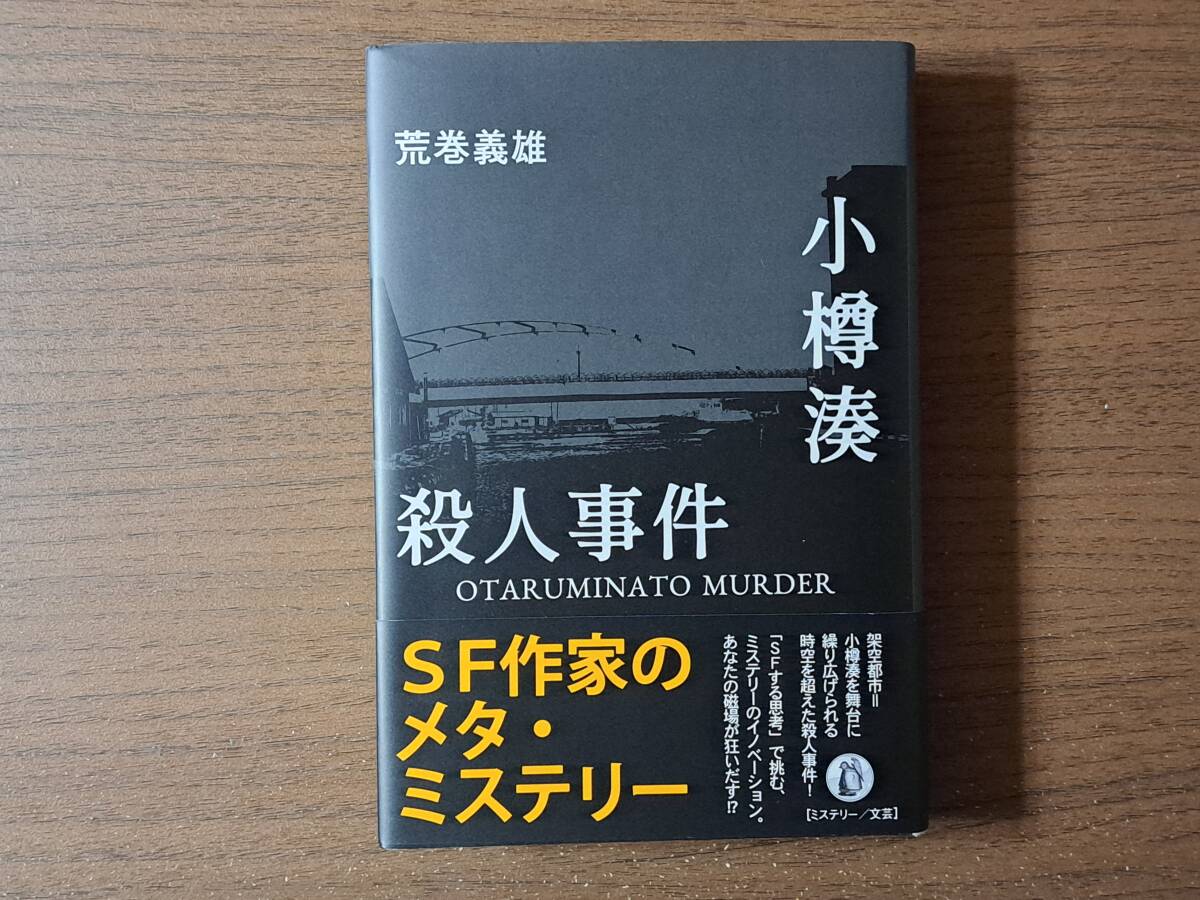 荒巻義雄
小樽湊
殺人事件
OTARUMINATO MURDER
SF作家の
メタ・
ミステリー
架空都市=
小樽湊を舞台に
繰り広げられる
時空を超えた殺人事件!
「SFする思考」で挑む、
ミステリーのイノベーション。
あなたの磁場が狂いだす!?
[ミステリー/文芸]